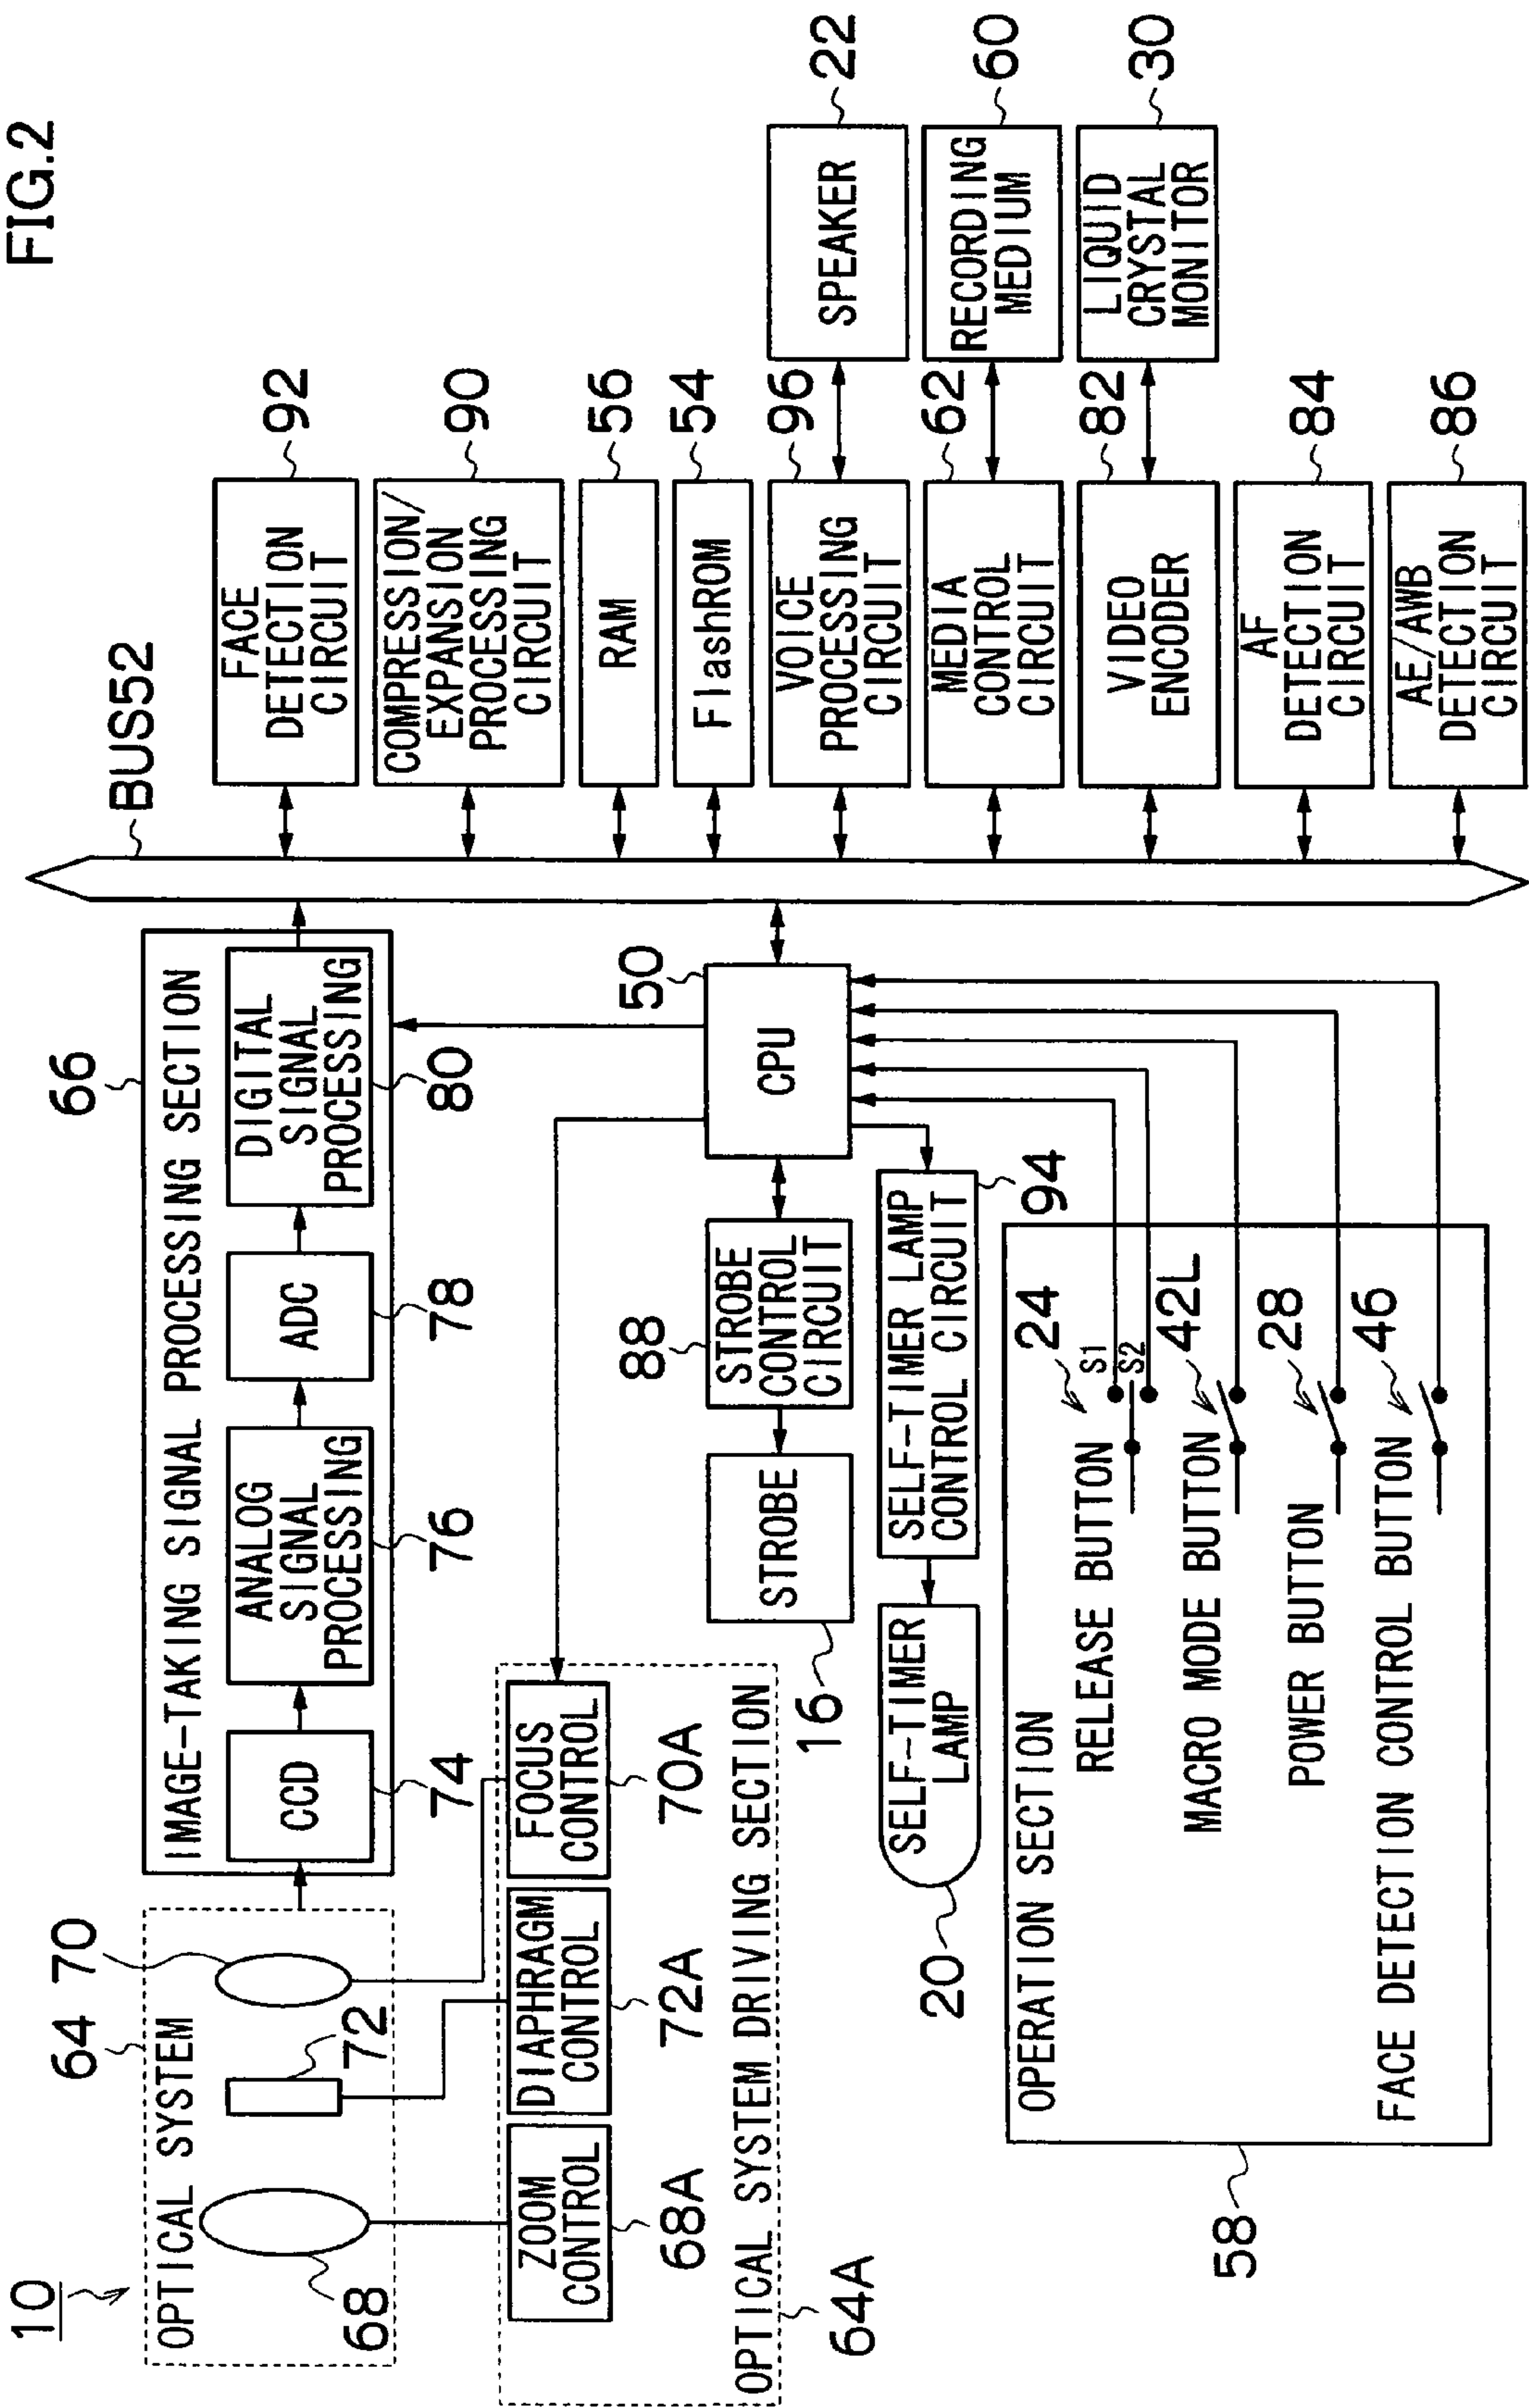 FIG.2
10
64
OPTICAL SYSTEM
68
72
70
66
IMAGE-TAKING SIGNAL PROCESSING SECTION
CCD
74
ANALOG
SIGNAL
PROCESSING
76
ADC
78
DIGITAL
SIGNAL
PROCESSING
80
BUS52
ZOOM
CONTROL
68A
DIAPHRAGM
CONTROL
72A
FOCUS
CONTROL
70A
OPTICAL SYSTEM DRIVING SECTION
64A
50
CPU
88
STROBE
CONTROL
CIRCUIT
STROBE
16
SELF-TIMER
LAMP
20
SELF-TIMER LAMP
CONTROL CIRCUIT
94
OPERATION SECTION
RELEASE BUTTON
24
S1
S2
MACRO MODE BUTTON
42L
POWER BUTTON
28
FACE DETECTION CONTROL BUTTON
46
58
FACE
DETECTION
CIRCUIT
92
COMPRESSION/
EXPANSION
PROCESSING
CIRCUIT
90
RAM
56
FlashROM
54
VOICE
PROCESSING
CIRCUIT
96
SPEAKER
22
MEDIA
CONTROL
CIRCUIT
62
RECORDING
MEDIUM
60
VIDEO
ENCODER
82
LIQUID
CRYSTAL
MONITOR
30
AF
DETECTION
CIRCUIT
84
AE/AWB
DETECTION
CIRCUIT
86